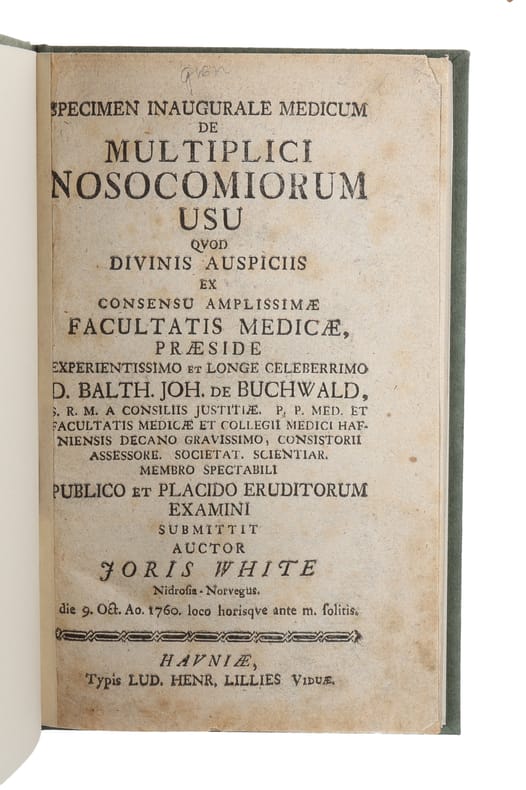 SPECIMEN INAUGURALE MEDICUM
DE
MULTIPLICI
NOSOCOMIORUM
USU
QVOD
DIVINIS AUSPICIIS
EX
CONSENSU AMPLISSIMÆ
FACULTATIS MEDICÆ,
PRÆSIDE
EXPERIENTISSIMO ET LONGE CELEBERRIMO
D. BALTH. JOH. DE BUCHWALD,
S. R. M. A CONSILIIS JUSTITIÆ. P. P. MED. ET
FACULTATIS MEDICÆ ET COLLEGII MEDICI HAF-
NIENSIS DECANO GRAVISSIMO, CONSISTORII
ASSESSORE. SOCIETAT. SCIENTIAR.
MEMBRO SPECTABILI
PUBLICO ET PLACIDO ERUDITORUM
EXAMINI
SUBMITTIT
AUCTOR
JORIS WHITE
Nidrosia-Norvegus.
die 9. Oct. Ao. 1760. loco horisqve ante m. solitis.
HAVNIÆ,
Typis LUD. HENR, LILLIES VIDUÆ.